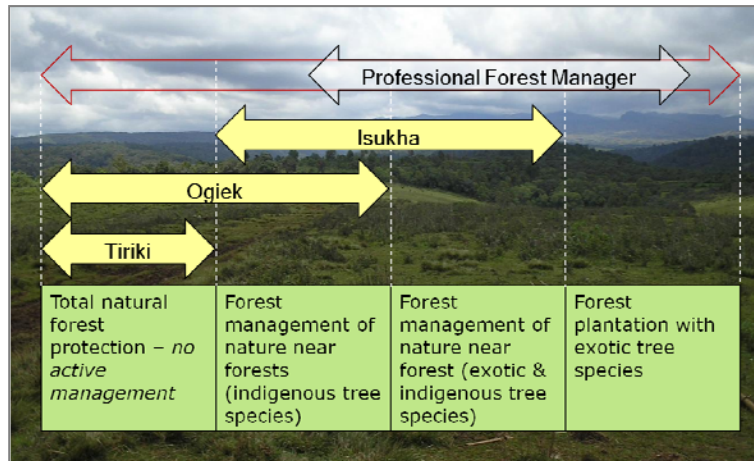 Professional Forest Manager
Isukha
Ogiek
Tiriki
Total natural
forest
protection – no
active
management
Forest
management of
nature near
forests
(indigenous tree
species)
Forest
management of
nature near
forest (exotic &
indigenous tree
species)
Forest
plantation with
exotic tree
species